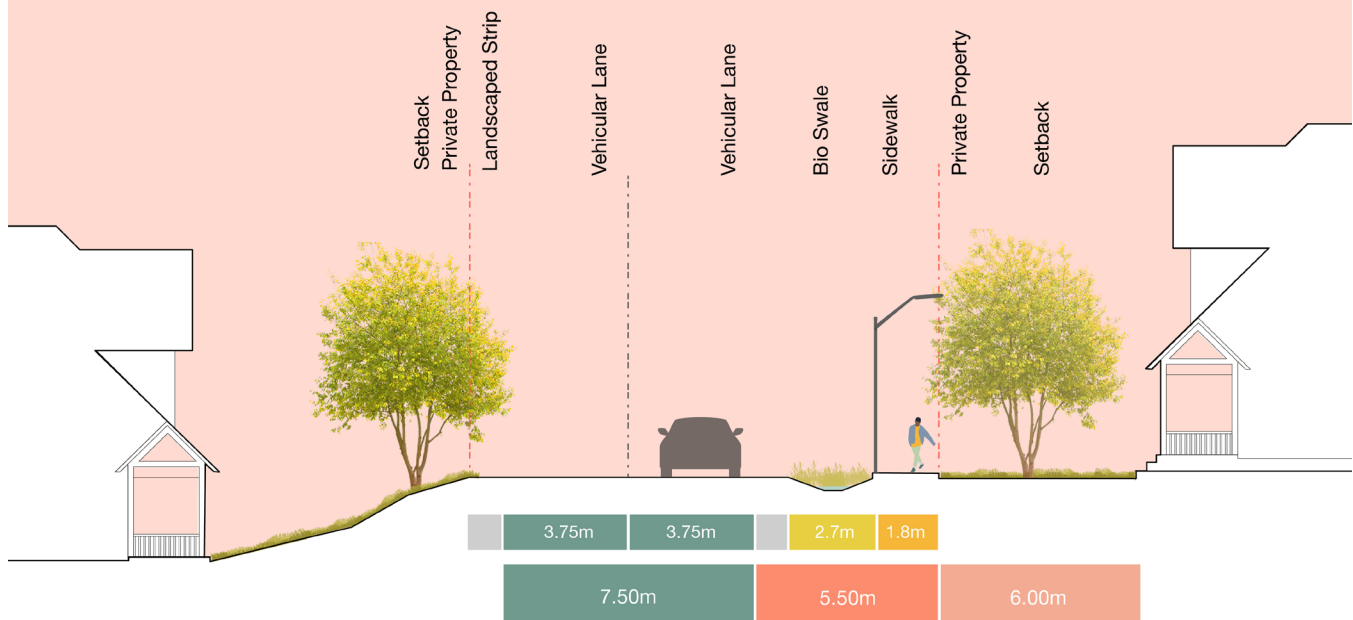 Setback
Private Property
Landscaped Strip
Vehicular Lane
Vehicular Lane
Bio Swale
Sidewalk
Private Property
Setback
3.75m
3.75m
2.7m
1.8m
7.50m
5.50m
6.00m